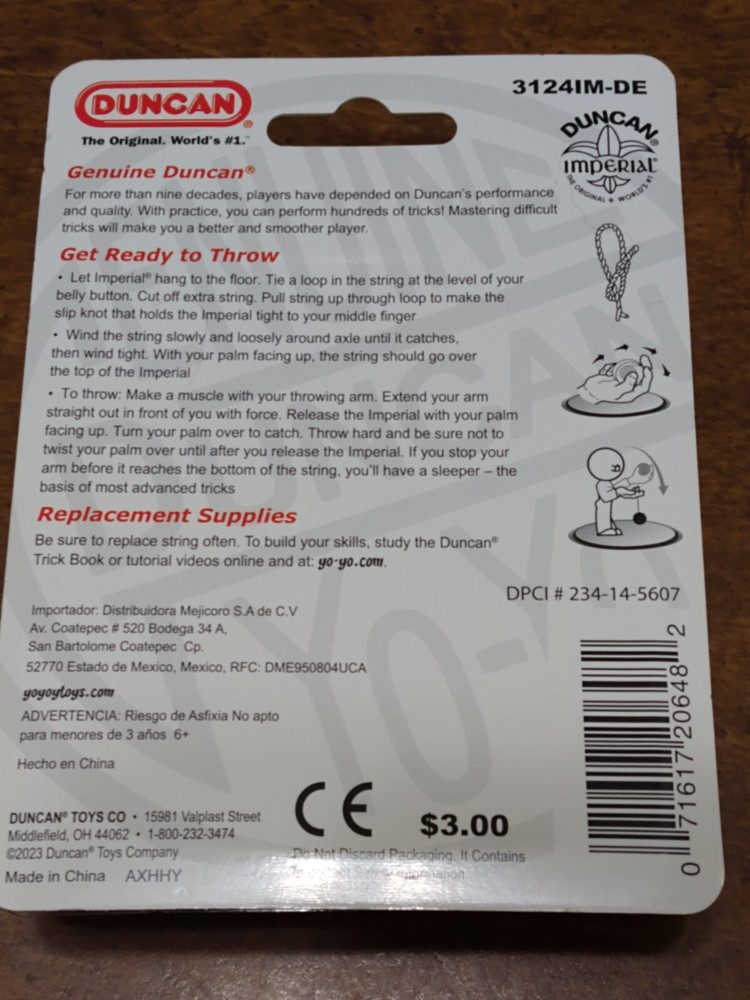 DUNCAN®
The Original. World's #1.™
3124IM-DE
DUNCAN®
IMPERIAL®
THE ORIGINAL • WORLD'S #1
Genuine Duncan®
For more than nine decades, players have depended on Duncan's performance
and quality. With practice, you can perform hundreds of tricks! Mastering difficult
tricks will make you a better and smoother player.
Get Ready to Throw
• Let Imperial® hang to the floor. Tie a loop in the string at the level of your
belly button. Cut off extra string. Pull string up through loop to make the
slip knot that holds the Imperial tight to your middle finger
• Wind the string slowly and loosely around axle until it catches,
then wind tight. With your palm facing up, the string should go over
the top of the Imperial
• To throw: Make a muscle with your throwing arm. Extend your arm
straight out in front of you with force. Release the Imperial with your palm
facing up. Turn your palm over to catch. Throw hard and be sure not to
twist your palm over until after you release the Imperial. If you stop your
arm before it reaches the bottom of the string, you'll have a sleeper – the
basis of most advanced tricks
Replacement Supplies
Be sure to replace string often. To build your skills, study the Duncan®
Trick Book or tutorial videos online and at: yo-yo.com.
DPCI # 234-14-5607
Importador: Distribuidora Mejicoro S.A de C.V
Av. Coatepec # 520 Bodega 34 A,
San Bartolome Coatepec Cp.
52770 Estado de Mexico, Mexico, RFC: DME950804UCA
yoyoytoys.com
ADVERTENCIA: Riesgo de Asfixia No apto
para menores de 3 años 6+
Hecho en China
DUNCAN® TOYS CO • 15981 Valplast Street
Middlefield, OH 44062 • 1-800-232-3474
©2023 Duncan® Toys Company
Made in China AXHHY
CE
$3.00
Do Not Discard Packaging. It Contains
Information.
0 71617 20648 2
DUNCAN
YO-YO